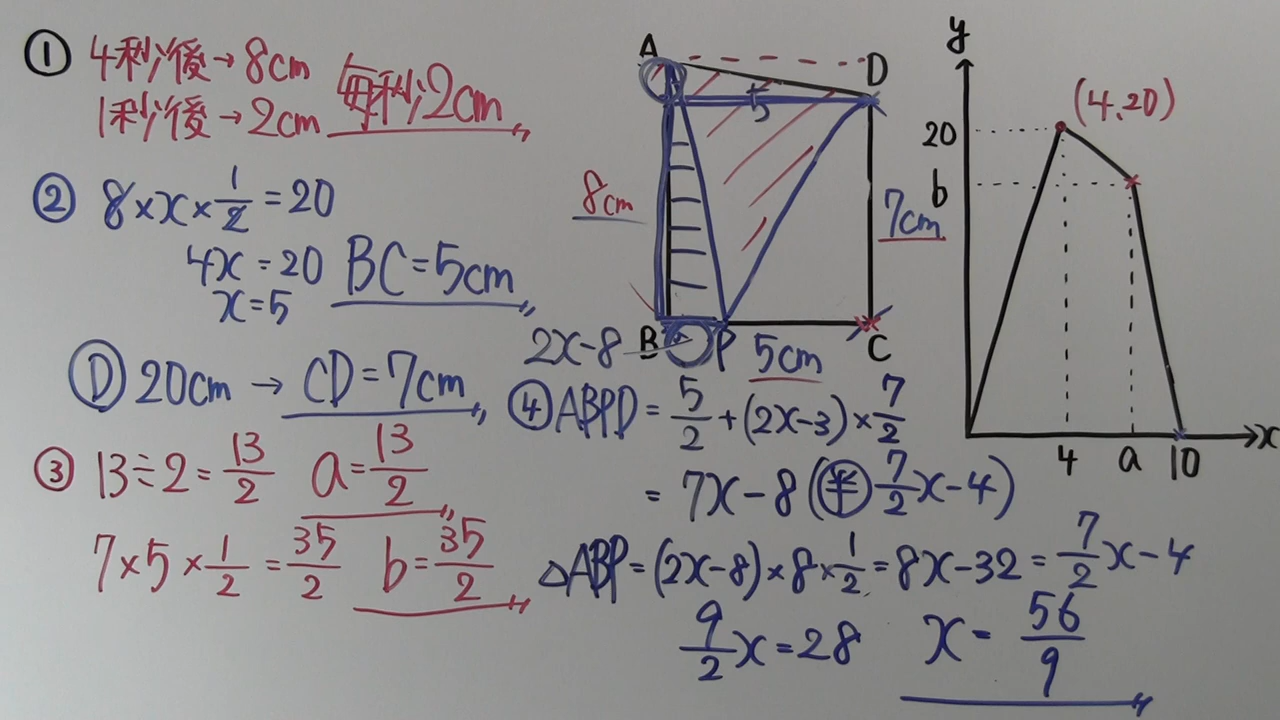 ① 4秒後→8cm
1秒後→2cm 毎秒2cm
② 8×x×1/2=20
4x=20 BC=5cm
x=5
Ⓓ 20cm → CD=7cm
③ 13÷2=13/2 a=13/2
7×5×1/2=35/2 b=35/2
A
D
5
8cm
7cm
B
P
C
2x-8
5cm
y
(4,20)
20
b
4 a 10 x
④ ABPD=5/2+(2x-3)×7/2
=7x-8(半 7/2x-4)
△ABP=(2x-8)×8×1/2=8x-32=7/2x-4
9/2x=28 x=56/9